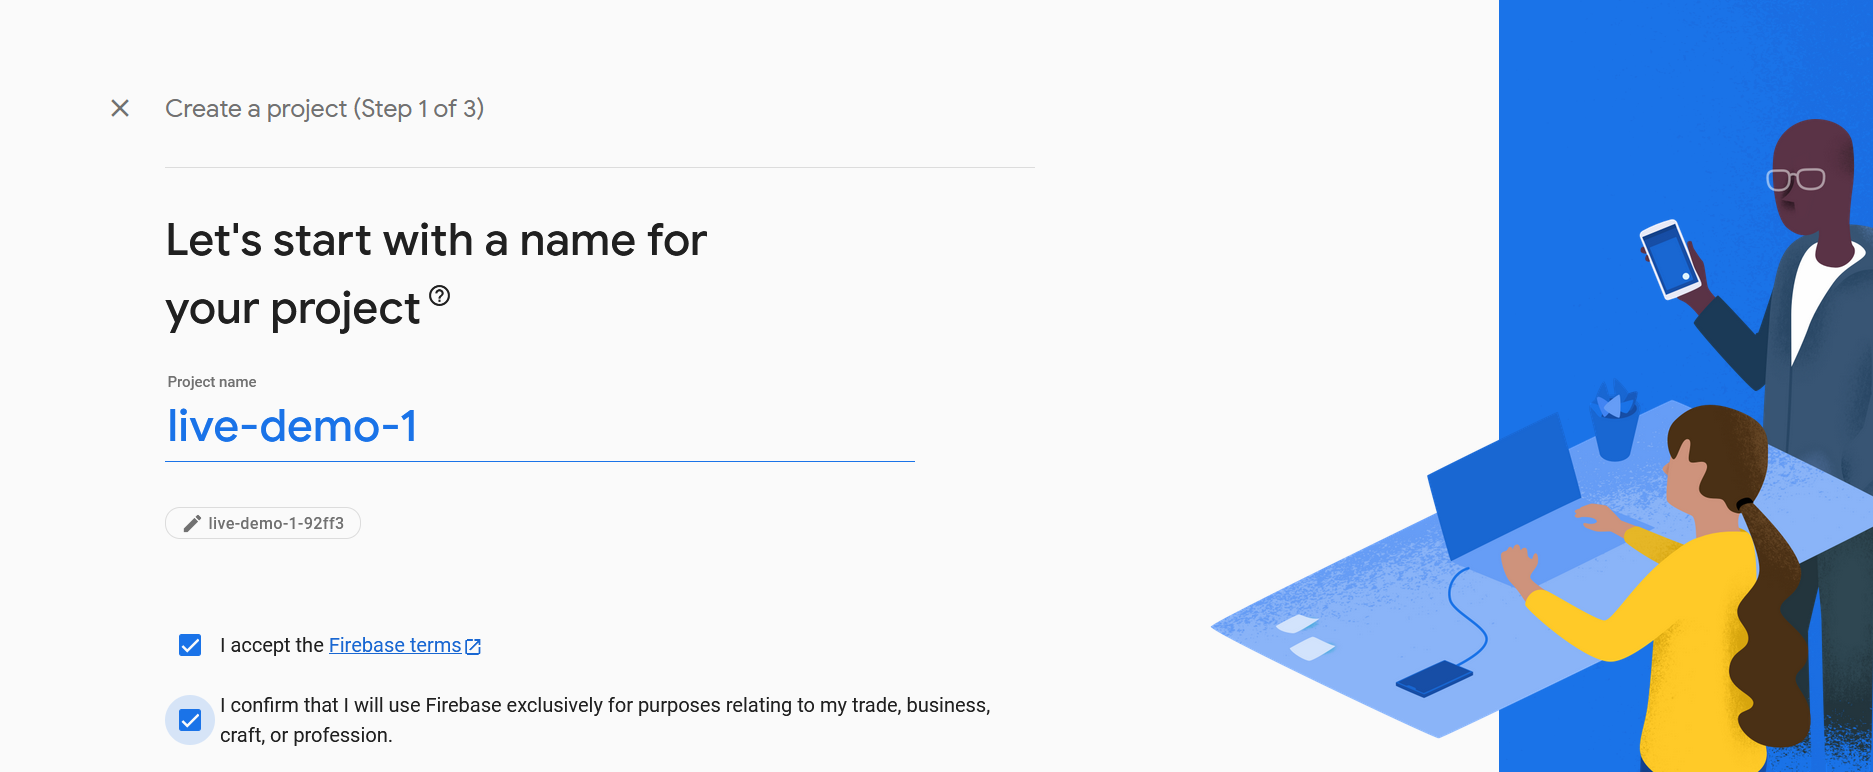 Create a project (Step 1 of 3)
Let's start with a name for
your project
Project name
live-demo-1
live-demo-1-92ff3
I accept the Firebase terms
I confirm that I will use Firebase exclusively for purposes relating to my trade, business,
craft, or profession.